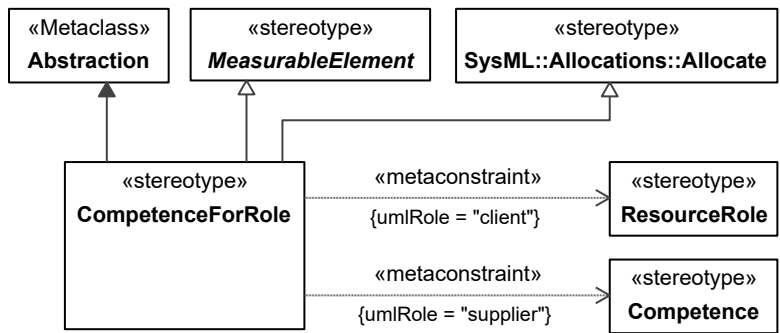 «Metaclass»
Abstraction
«stereotype»
MeasurableElement
«stereotype»
SysML::Allocations::Allocate
«stereotype»
CompetenceForRole
«metaconstraint»
{umlRole = "client"}
«stereotype»
ResourceRole
«metaconstraint»
{umlRole = "supplier"}
«stereotype»
Competence